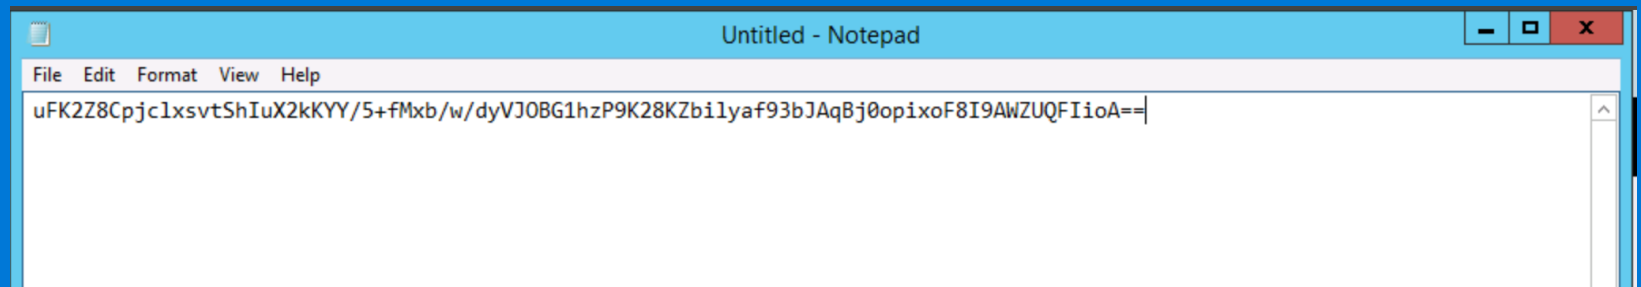 Untitled - Notepad
File Edit Format View Help
uFK2Z8CpjclxsvtShIuX2kKYY/5+fMxb/w/dyVJOBG1hzP9K28KZbilyaf93bJAqBj0opixoF8I9AWZUQFIioA==